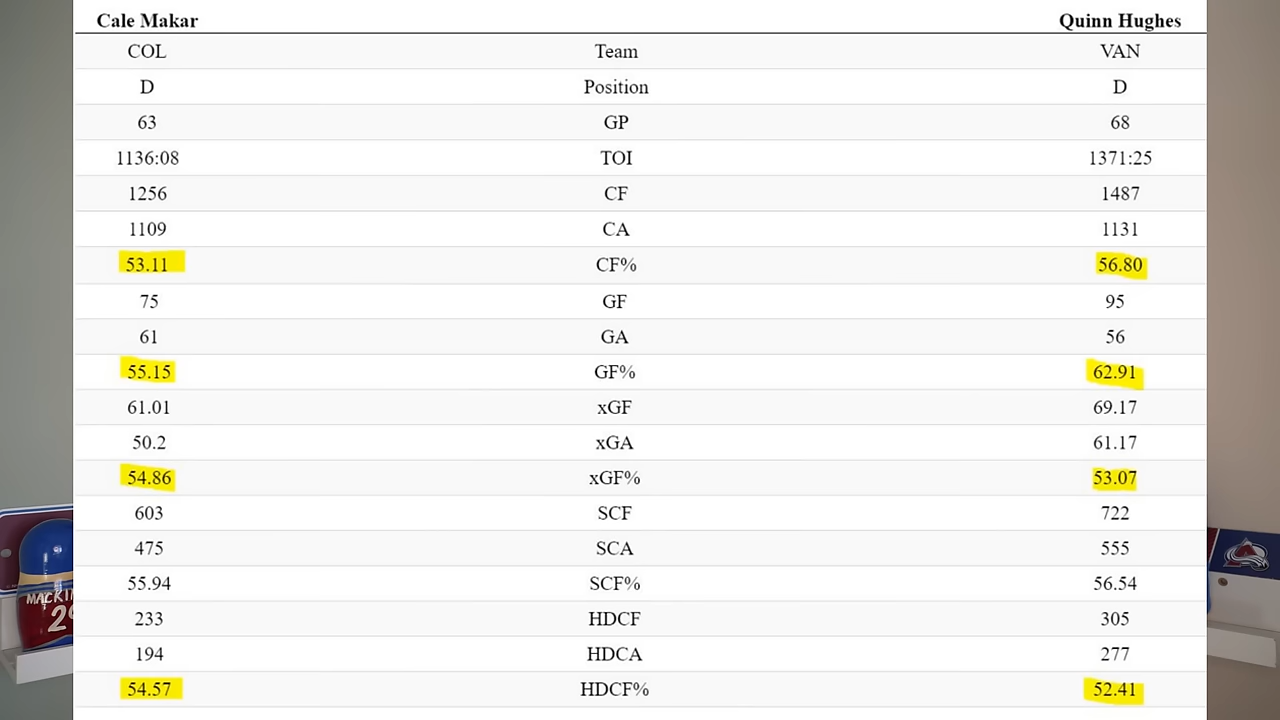 Cale Makar Quinn Hughes
COL Team VAN
D Position D
63 GP 68
1136:08 TOI 1371:25
1256 CF 1487
1109 CA 1131
53.11 CF% 56.80
75 GF 95
61 GA 56
55.15 GF% 62.91
61.01 xGF 69.17
50.2 xGA 61.17
54.86 xGF% 53.07
603 SCF 722
475 SCA 555
55.94 SCF% 56.54
233 HDCF 305
194 HDCA 277
54.57 HDCF% 52.41